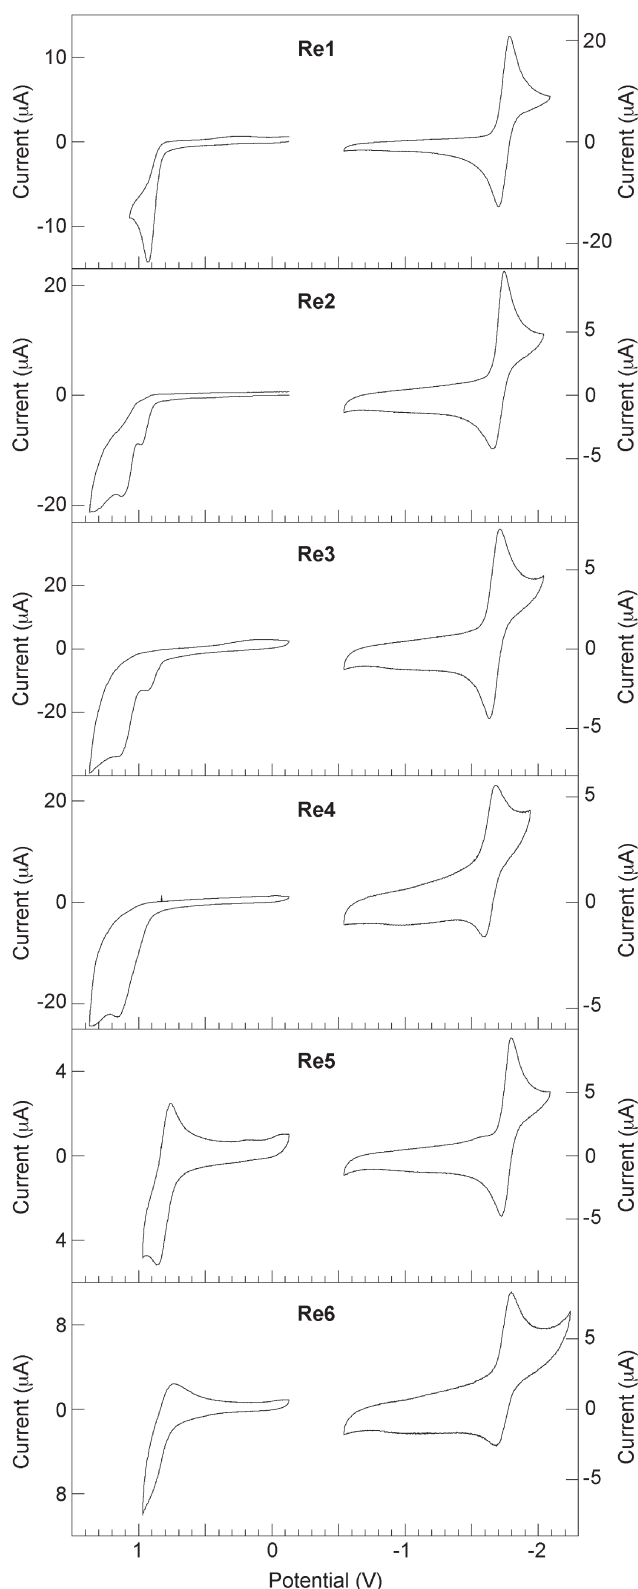 Re1
Current (μA)
10
0
-10
20
0
-20
Current (μA)
Re2
Current (μA)
20
0
-20
5
0
-5
Current (μA)
Re3
Current (μA)
20
0
-20
5
0
-5
Current (μA)
Re4
Current (μA)
20
0
-20
5
0
-5
Current (μA)
Re5
Current (μA)
4
0
4
5
0
-5
Current (μA)
Re6
Current (μA)
8
0
8
5
0
-5
Current (μA)
1 0 -1 -2
Potential (V)